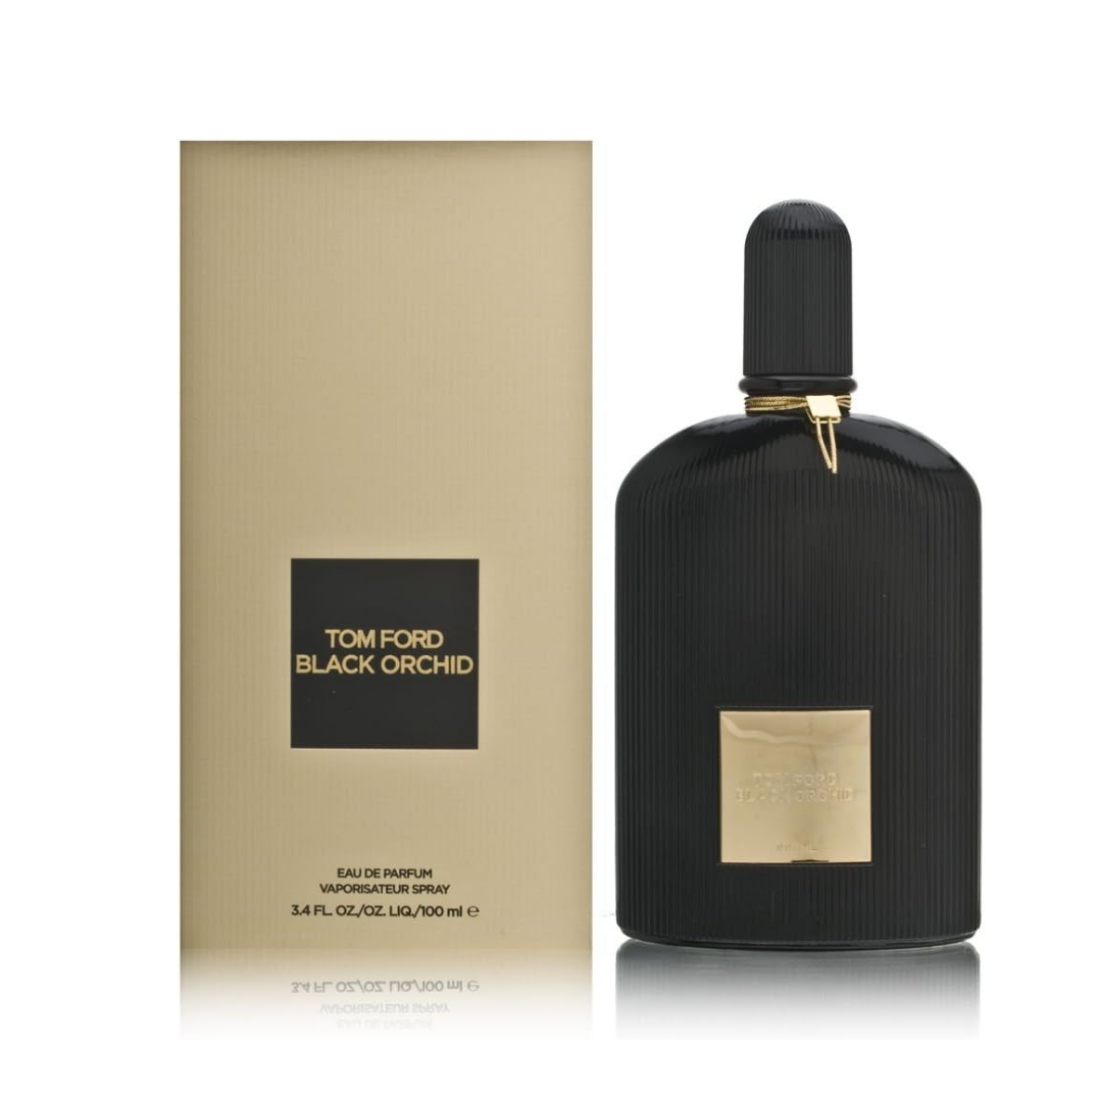 TOM FORD
BLACK ORCHID
EAU DE PARFUM
VAPORISATEUR SPRAY
3.4 FL. OZ./OZ. LIQ./100 ml ℮
TOM FORD
BLACK ORCHID